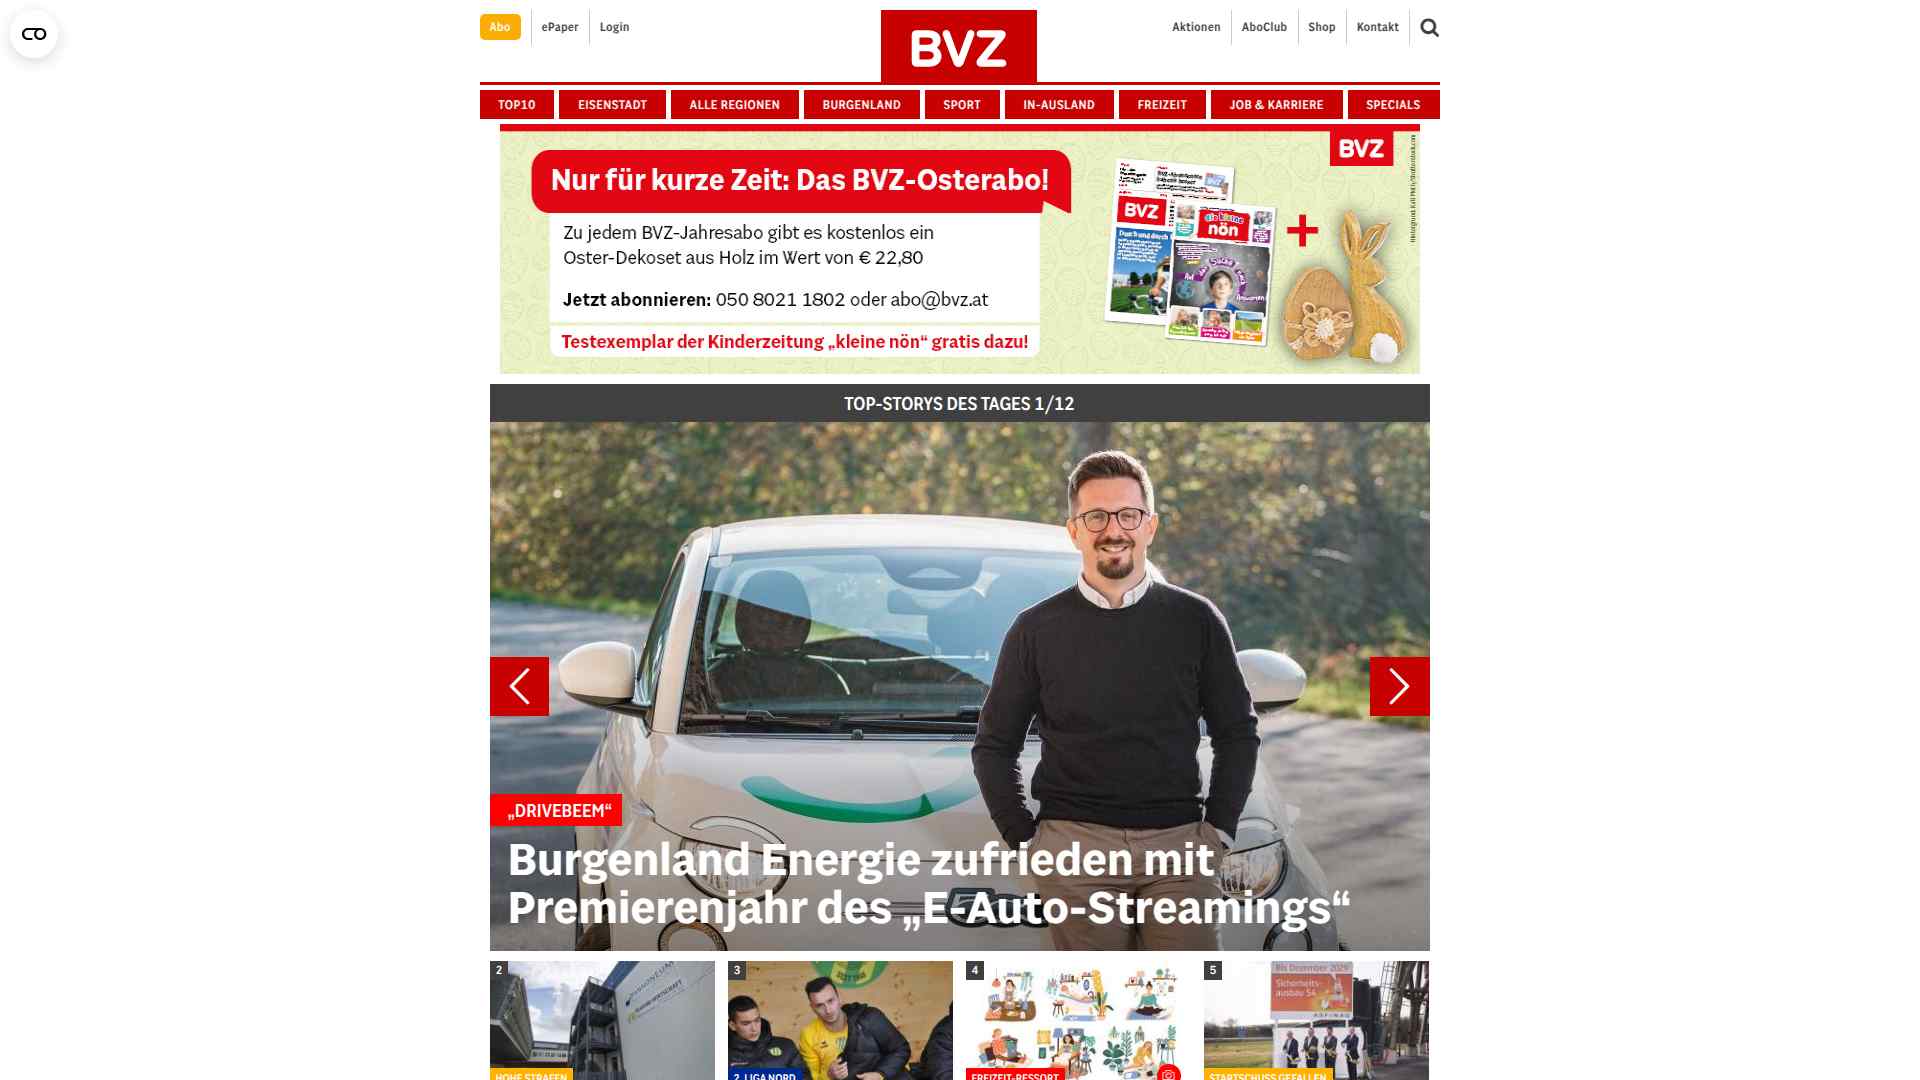 Abo
ePaper
Login
BVZ
Aktionen
AboClub
Shop
Kontakt
TOP10
EISENSTADT
ALLE REGIONEN
BURGENLAND
SPORT
IN-AUSLAND
FREIZEIT
JOB & KARRIERE
SPECIALS
Nur für kurze Zeit: Das BVZ-Osterabo!
BVZ
Zu jedem BVZ-Jahresabo gibt es kostenlos ein
Oster-Dekoset aus Holz im Wert von € 22,80
Jetzt abonnieren: 050 8021 1802 oder abo@bvz.at
Testexemplar der Kinderzeitung „kleine nön“ gratis dazu!
BVZ
die kleine
nön
+
TOP-STORYS DES TAGES 1/12
„DRIVEBEEM“
Burgenland Energie zufrieden mit
Premierenjahr des „E-Auto-Streamings“
2
HOHE STRAFEN
3
2. LIGA NORD
4
FREIZEIT-RESSORT
5
Bis Dezember 2029
Sicherheits-
ausbau S4
ASFINAG
STARTSCHUSS GEFALLEN